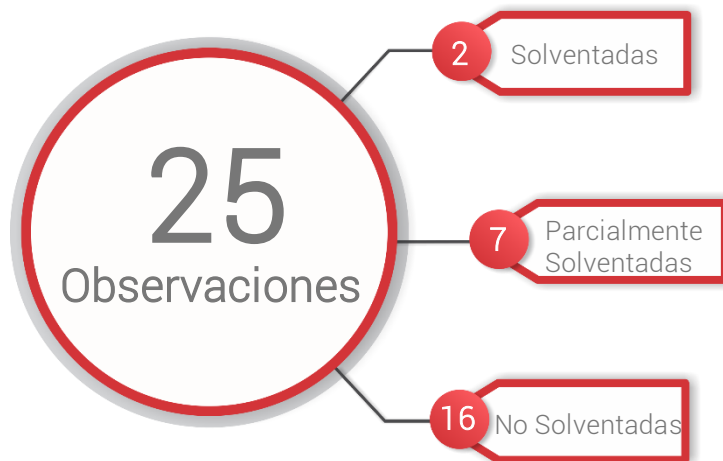 25
Observaciones
2
Solventadas
7
Parcialmente
Solventadas
16
No Solventadas